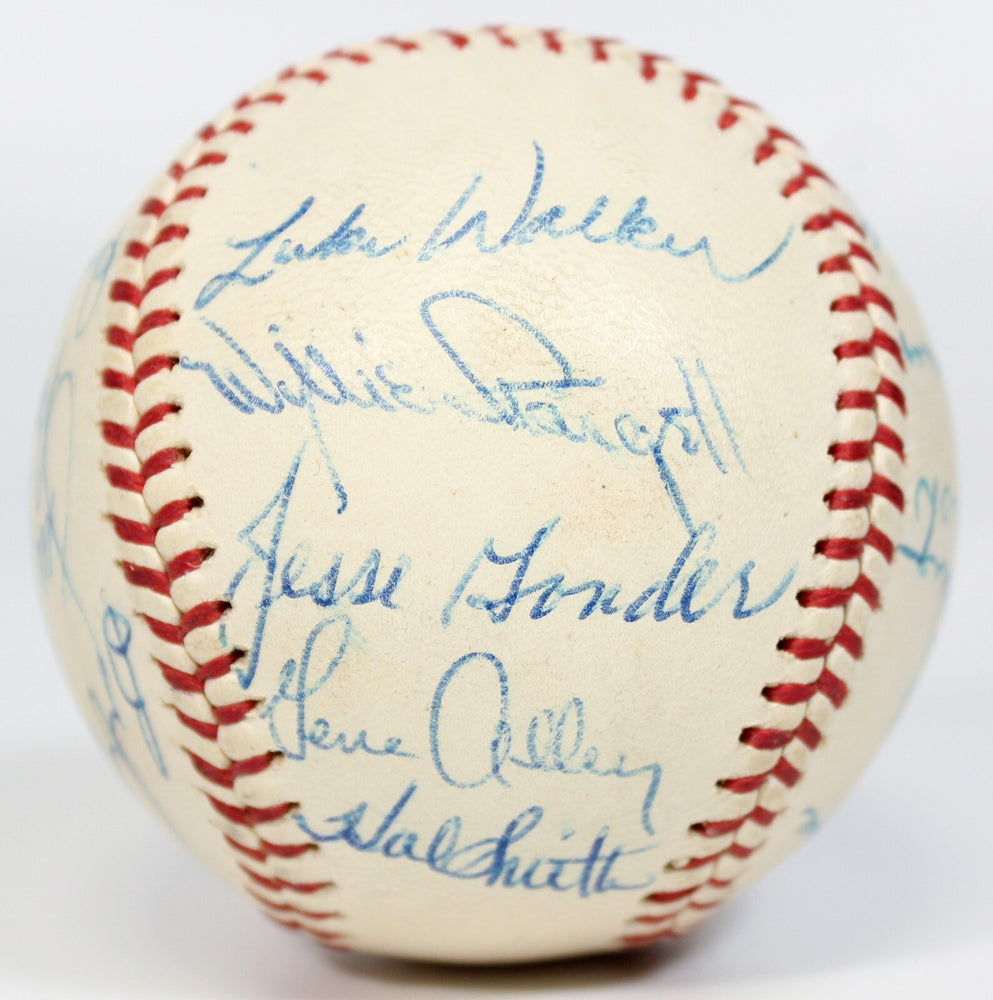 Luke Walker
Willie Stargell
Jesse Gonder
Gene Alley
Hal Smith